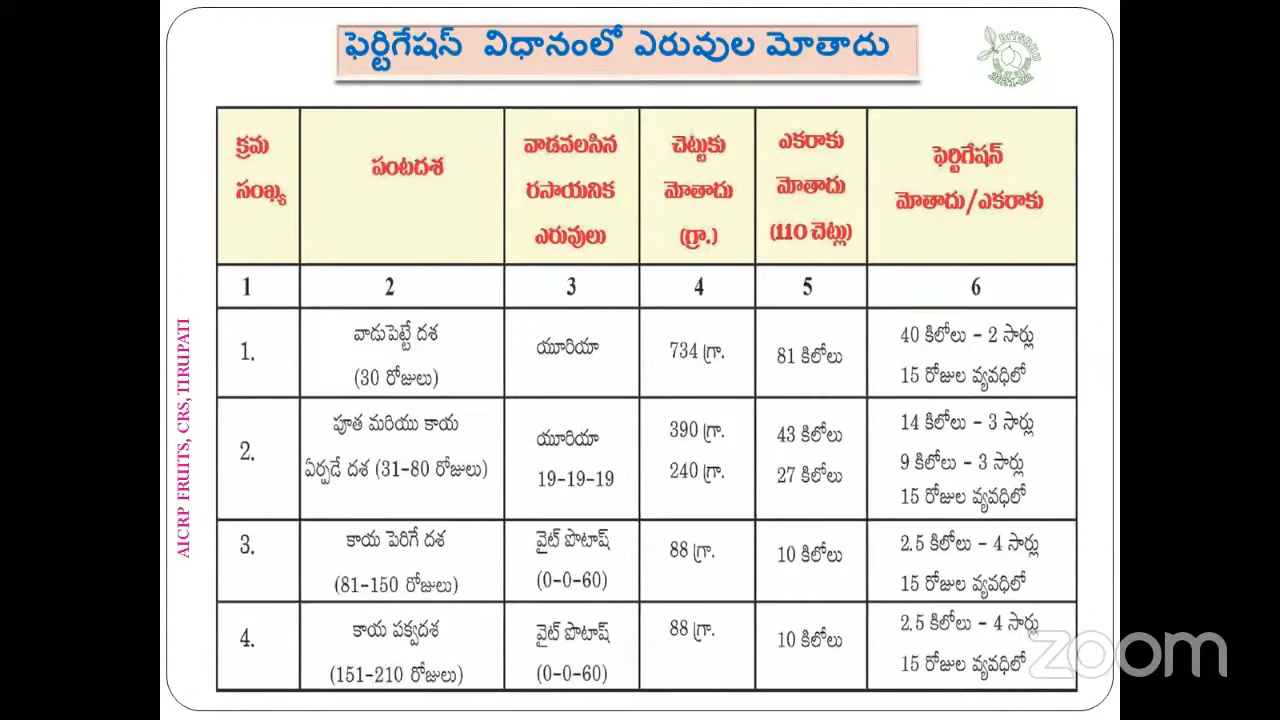 ఫెర్టిగేషన్ విధానంలో ఎరువుల మోతాదు
AICRP FRUITS, CRS, TIRUPATI
క్రమ సంఖ్య
పంటదశ
వాడవలసిన రసాయనిక ఎరువులు
చెట్టుకు మోతాదు (గ్రా.)
ఎకరాకు మోతాదు (110 చెట్లు)
ఫెర్టిగేషన్ మోతాదు/ఎకరాకు
1 2 3 4 5 6
1.
వాడుపెట్టే దశ
(30 రోజులు)
యూరియా
734 గ్రా.
81 కిలోలు
40 కిలోలు - 2 సార్లు
15 రోజుల వ్యవధిలో
2.
పూత మరియు కాయ
ఏర్పడే దశ (31-80 రోజులు)
యూరియా
19-19-19
390 గ్రా.
240 గ్రా.
43 కిలోలు
27 కిలోలు
14 కిలోలు - 3 సార్లు
9 కిలోలు - 3 సార్లు
15 రోజుల వ్యవధిలో
3.
కాయ పెరిగే దశ
(81-150 రోజులు)
వైట్ పొటాష్
(0-0-60)
88 గ్రా.
10 కిలోలు
2.5 కిలోలు - 4 సార్లు
15 రోజుల వ్యవధిలో
4.
కాయ పక్వదశ
(151-210 రోజులు)
వైట్ పొటాష్
(0-0-60)
88 గ్రా.
10 కిలోలు
2.5 కిలోలు - 4 సార్లు
15 రోజుల వ్యవధిలో
zoom